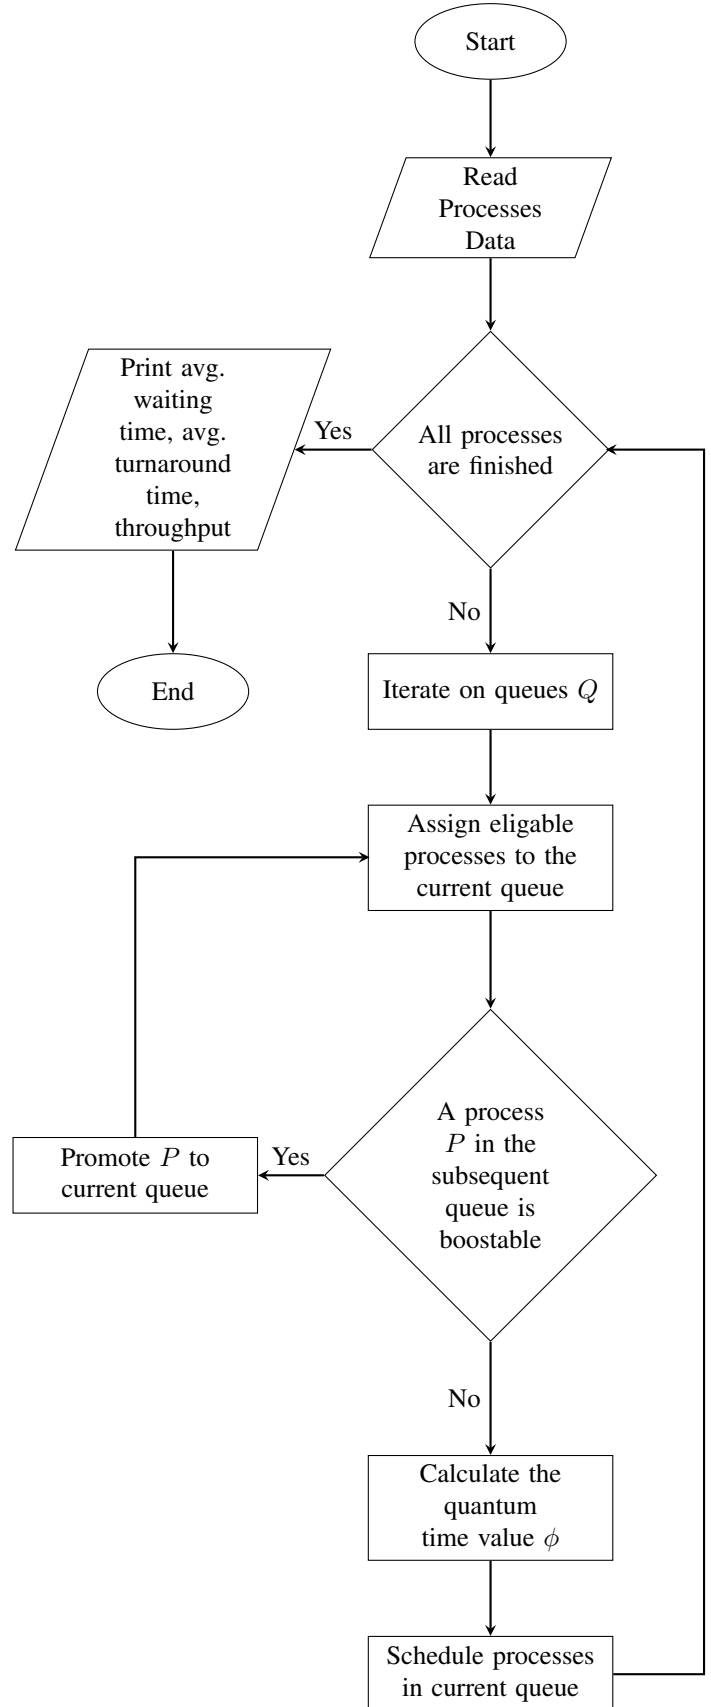 Start
Read
Processes
Data
Print avg.
waiting
time, avg.
turnaround
time,
throughput
Yes
All processes
are finished
No
End
Iterate on queues Q
Assign eligable
processes to the
current queue
A process
P in the
subsequent
queue is
boostable
Promote P to
current queue
Yes
No
Calculate the
quantum
time value ϕ
Schedule processes
in current queue